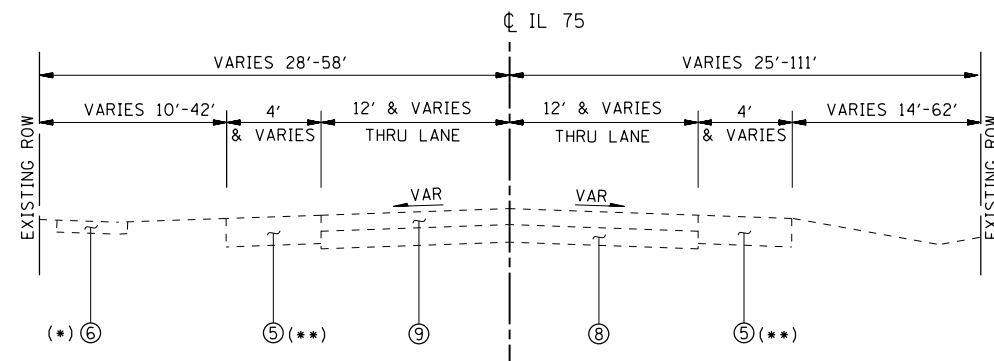 ℄ IL 75
VARIES 28'-58'
VARIES 25'-111'
VARIES 10'-42'
4'
& VARIES
12' & VARIES
THRU LANE
12' & VARIES
THRU LANE
4'
& VARIES
VARIES 14'-62'
EXISTING ROW
EXISTING ROW
VAR
VAR
(*) 6
5 (**)
9
8
5 (**)